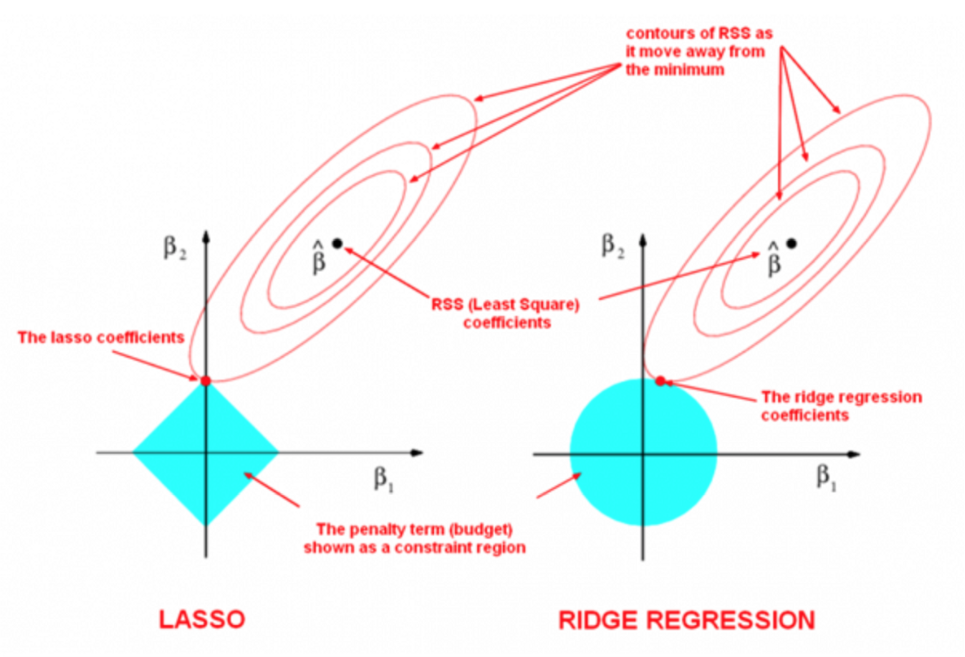 contours of RSS as
it move away from
the minimum
β₂
β̂
β₂
β̂
RSS (Least Square)
coefficients
The lasso coefficients
The ridge regression
coefficients
β₁
β₁
The penalty term (budget)
shown as a constraint region
LASSO
RIDGE REGRESSION